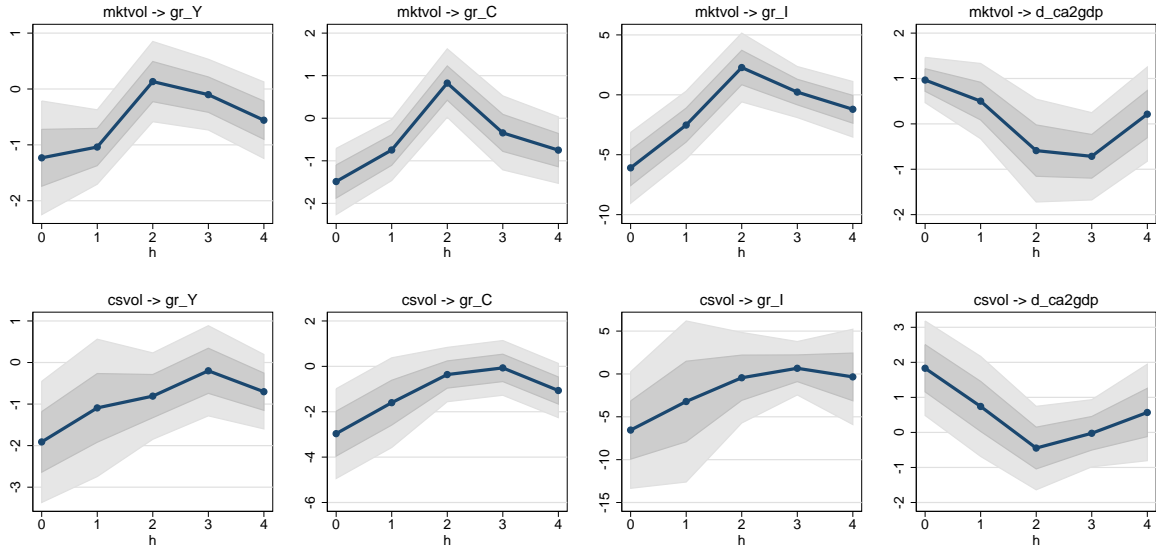 mktvol -> gr_Y
1
0
-1
-2
0 1 2 3 4
h
mktvol -> gr_C
2
1
0
-1
-2
0 1 2 3 4
h
mktvol -> gr_I
5
0
-5
-10
0 1 2 3 4
h
mktvol -> d_ca2gdp
2
1
0
-1
-2
0 1 2 3 4
h
csvol -> gr_Y
1
0
-1
-2
-3
0 1 2 3 4
h
csvol -> gr_C
2
0
-2
-4
-6
0 1 2 3 4
h
csvol -> gr_I
5
0
-5
-10
-15
0 1 2 3 4
h
csvol -> d_ca2gdp
3
2
1
0
-1
-2
0 1 2 3 4
h